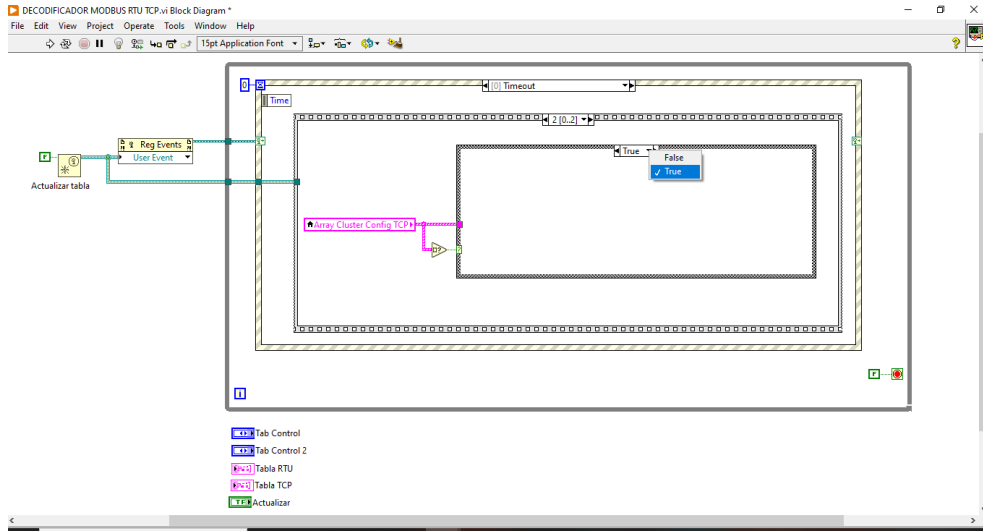 DECODIFICADOR MODBUS RTU TCP.vi Block Diagram *
File Edit View Project Operate Tools Window Help
15pt Application Font
0
[0] Timeout
Time
2 [0..2]
Reg Events
User Event
True
False
True
F
Actualizar tabla
Array Cluster Config TCP
?
F
i
Tab Control
Tab Control 2
Tabla RTU
Tabla TCP
TF
Actualizar